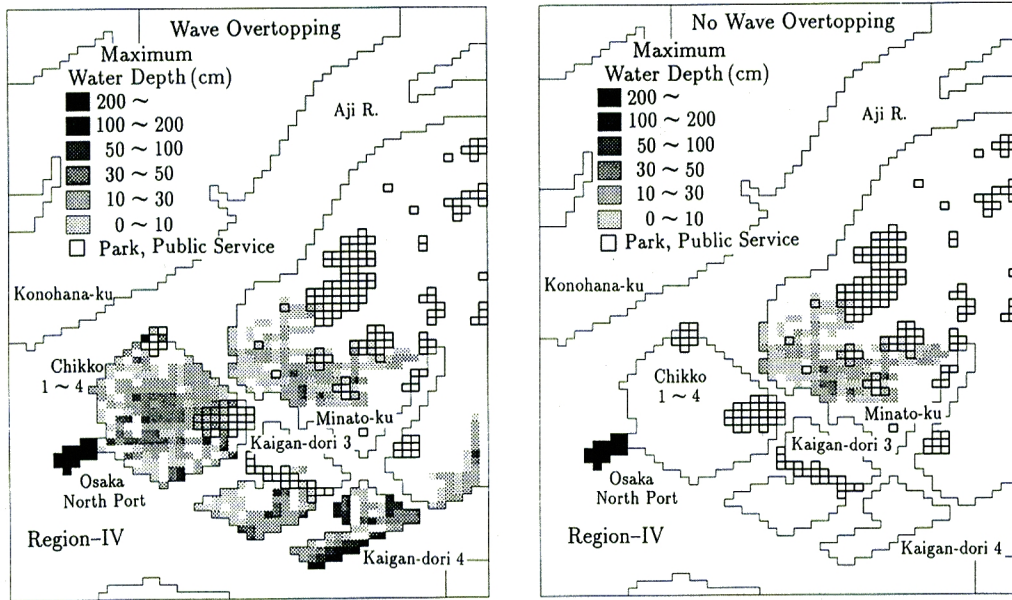 Wave Overtopping
Maximum
Water Depth (cm)
200 ~
100 ~ 200
50 ~ 100
30 ~ 50
10 ~ 30
0 ~ 10
Park, Public Service
Aji R.
Konohana-ku
Chikko
1 ~ 4
Minato-ku
Kaigan-dori 3
Osaka
North Port
Region-IV
Kaigan-dori 4
No Wave Overtopping
Maximum
Water Depth (cm)
200 ~
100 ~ 200
50 ~ 100
30 ~ 50
10 ~ 30
0 ~ 10
Park, Public Service
Aji R.
Konohana-ku
Chikko
1 ~ 4
Minato-ku
Kaigan-dori 3
Osaka
North Port
Region-IV
Kaigan-dori 4